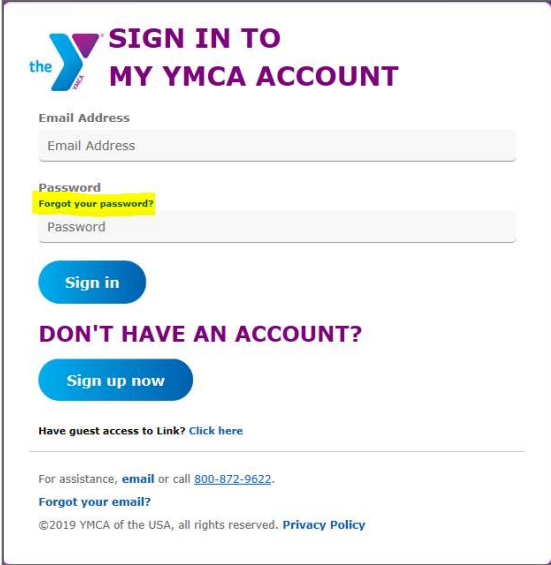 the
YMCA
SIGN IN TO
MY YMCA ACCOUNT
Email Address
Email Address
Password
Forgot your password?
Password
Sign in
DON'T HAVE AN ACCOUNT?
Sign up now
Have guest access to Link? Click here
For assistance, email or call 800-872-9622.
Forgot your email?
©2019 YMCA of the USA, all rights reserved. Privacy Policy